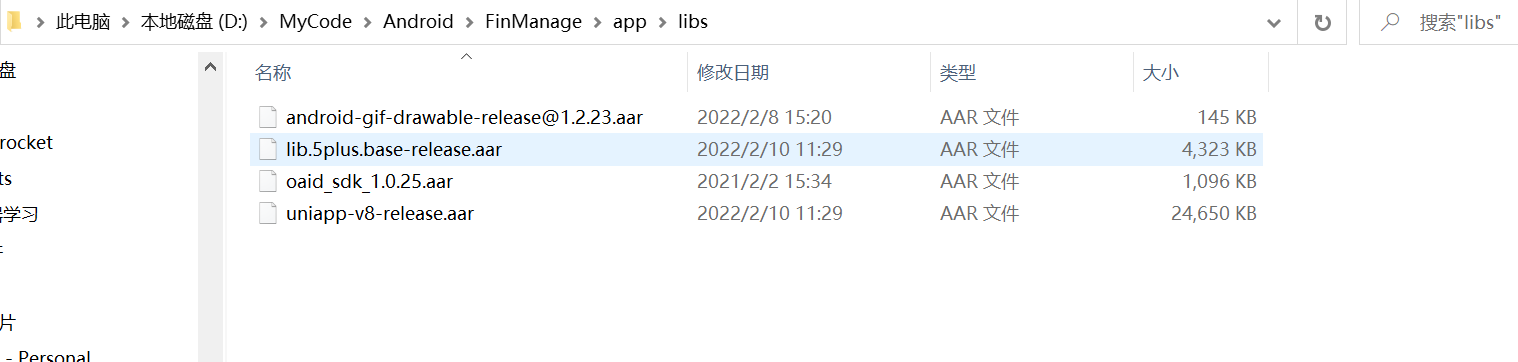 此电脑 > 本地磁盘 (D:) > MyCode > Android > FinManage > app > libs
搜索"libs"
盘
rocket
ts
学习
片
- Personal
名称 修改日期 类型 大小
android-gif-drawable-release@1.2.23.aar 2022/2/8 15:20 AAR 文件 145 KB
lib.5plus.base-release.aar 2022/2/10 11:29 AAR 文件 4,323 KB
oaid_sdk_1.0.25.aar 2021/2/2 15:34 AAR 文件 1,096 KB
uniapp-v8-release.aar 2022/2/10 11:29 AAR 文件 24,650 KB